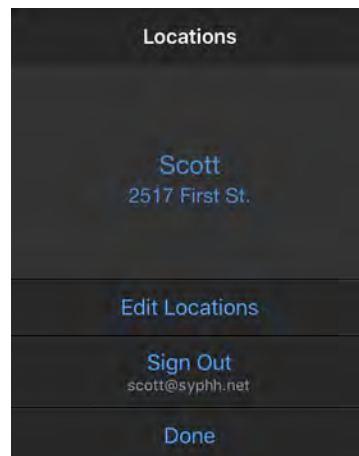 Locations
Scott
2517 First St.
Edit Locations
Sign Out
scott@syphh.net
Done